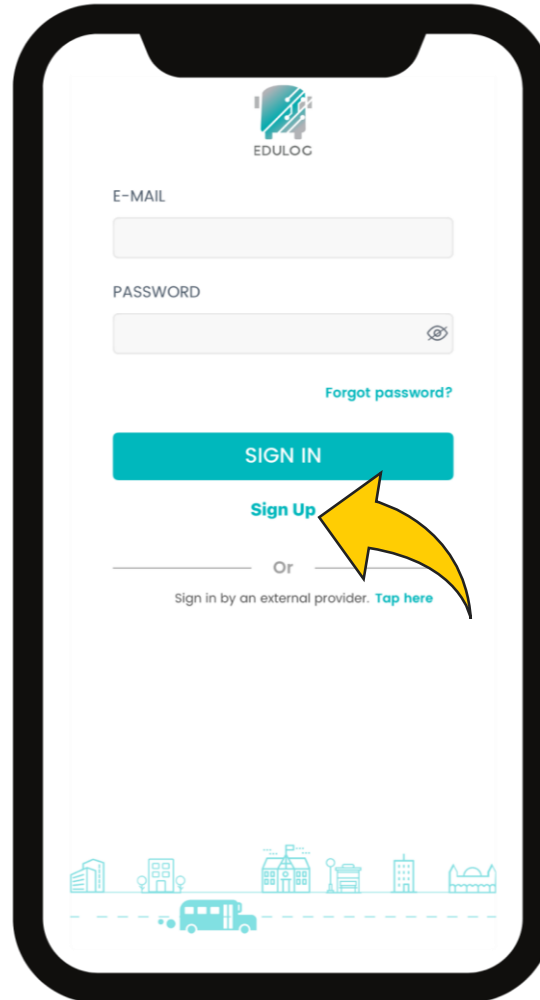 EDULOG
E-MAIL
PASSWORD
Forgot password?
SIGN IN
Sign Up
Or
Sign in by an external provider. Tap here